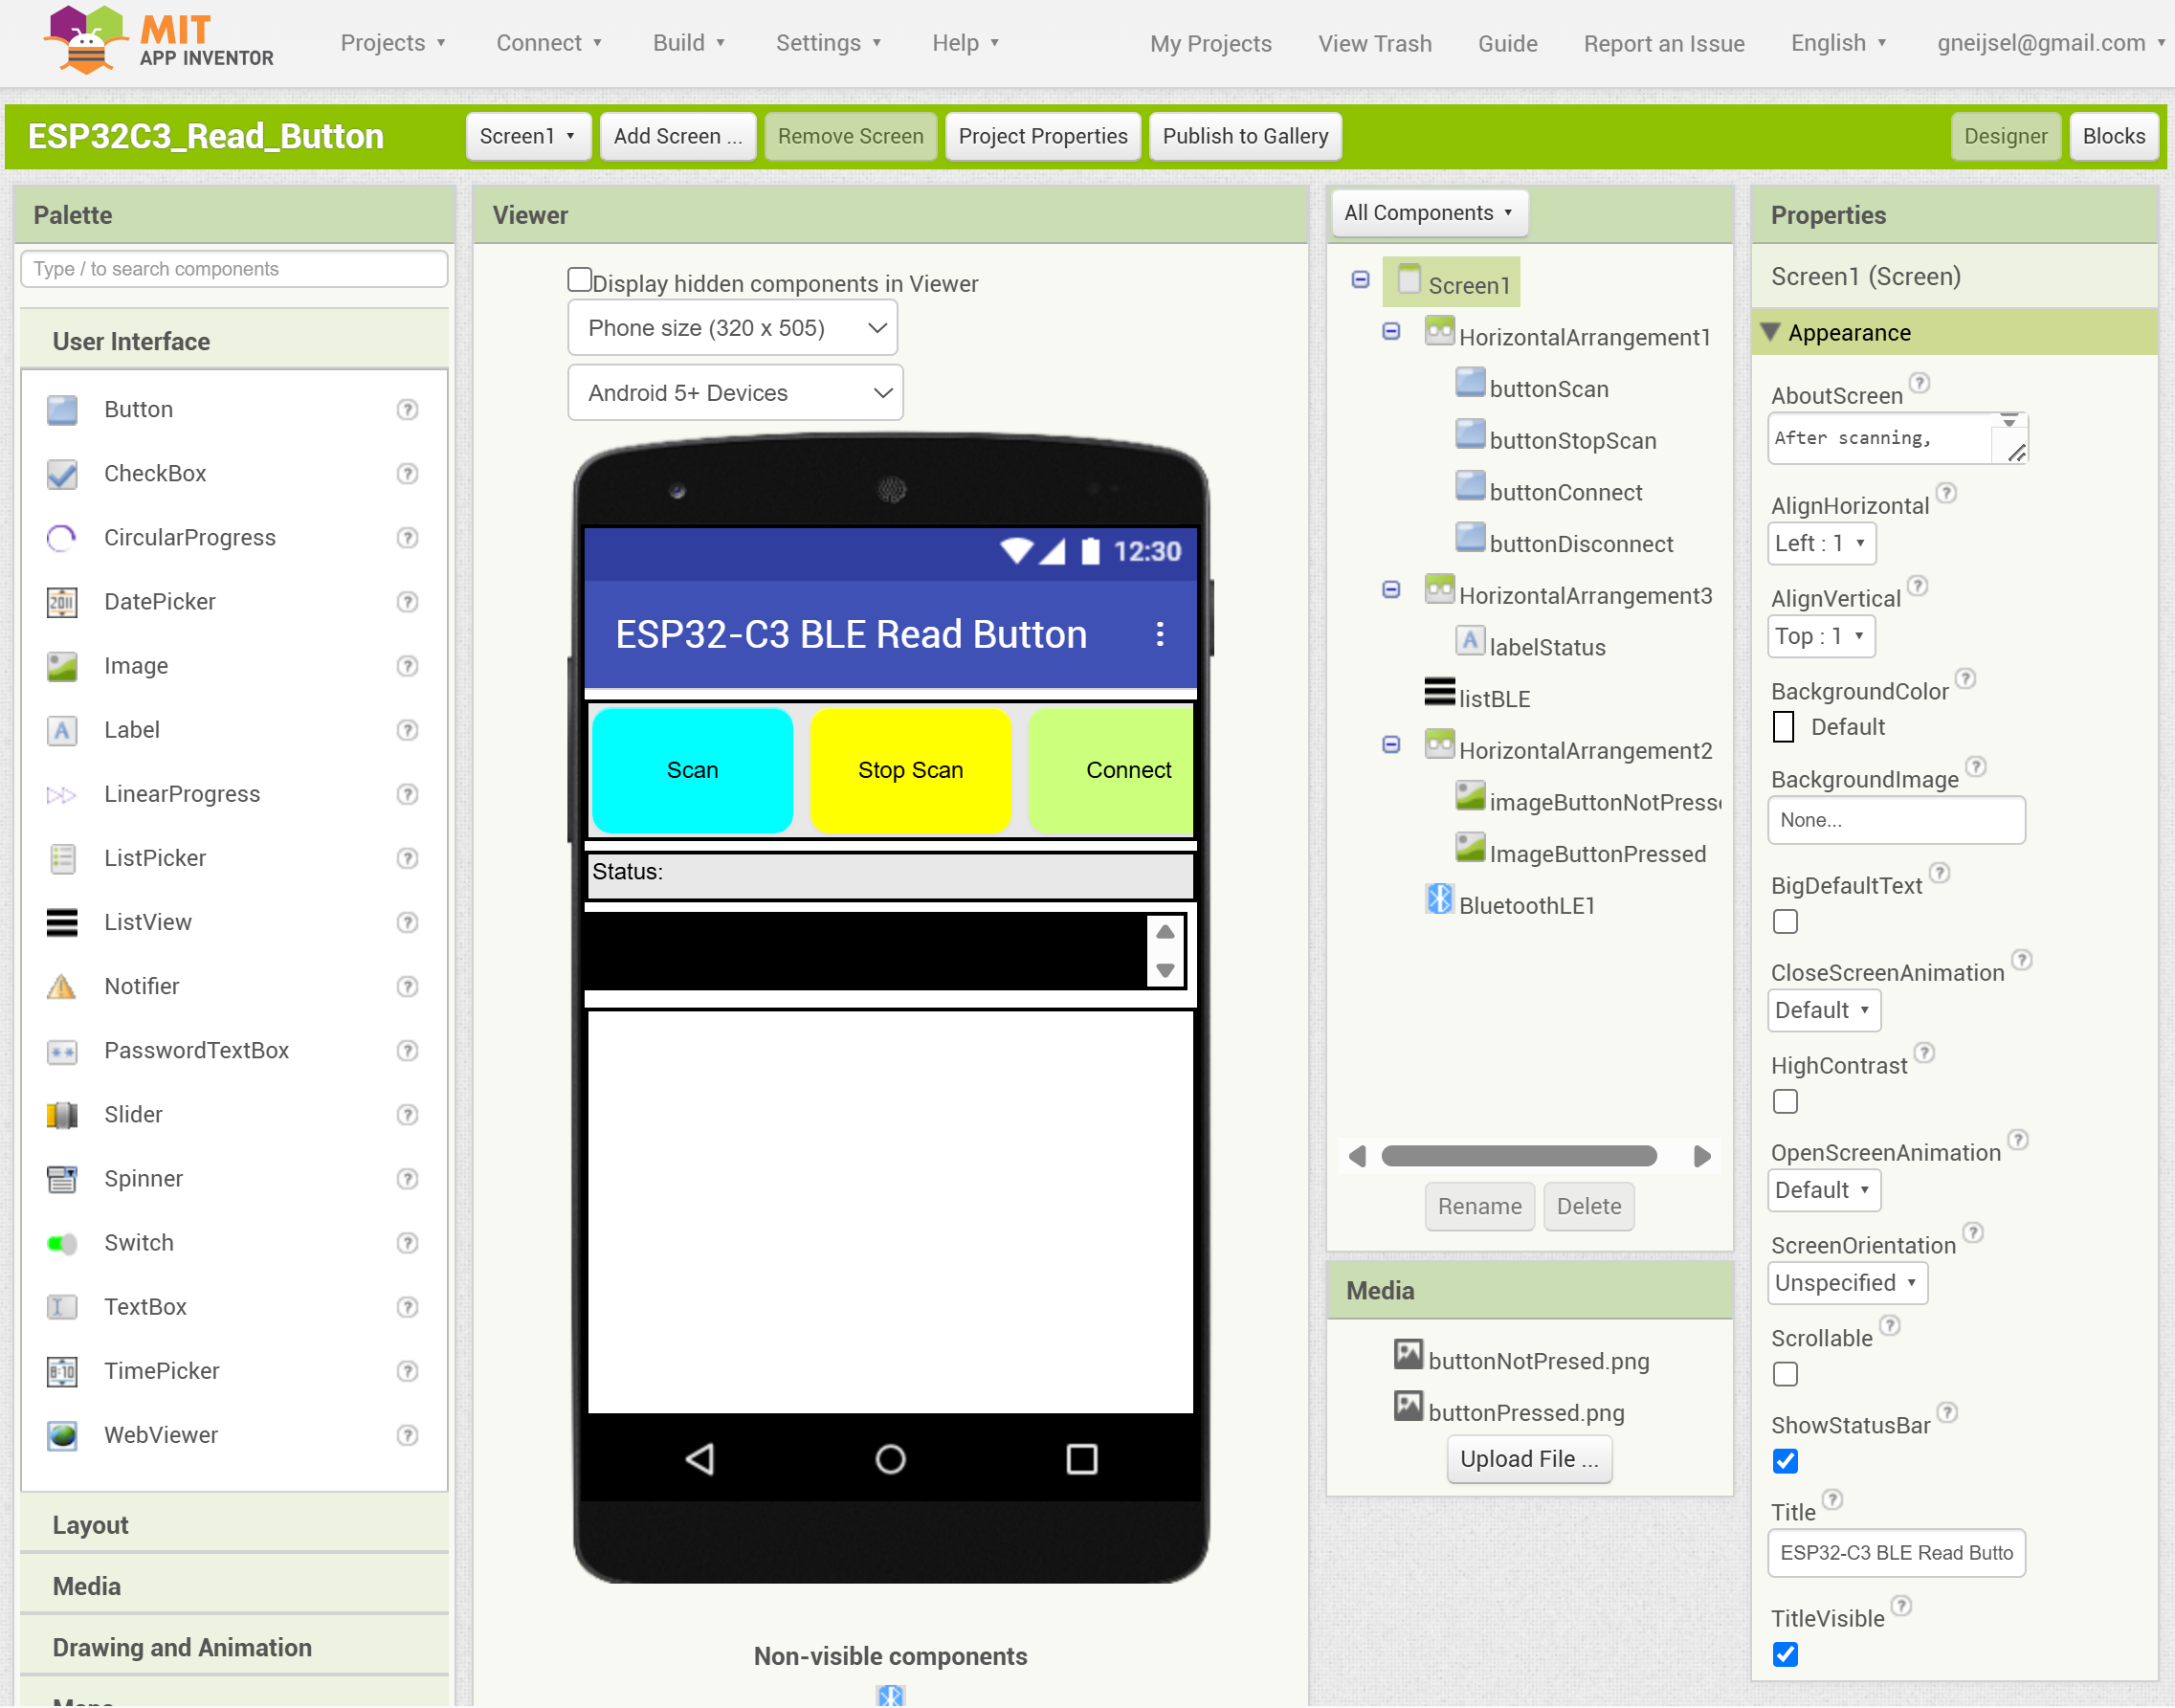 MIT
APP INVENTOR
Projects
Connect
Build
Settings
Help
My Projects
View Trash
Guide
Report an Issue
English
gneijsel@gmail.com
ESP32C3_Read_Button
Screen1
Add Screen ...
Remove Screen
Project Properties
Publish to Gallery
Designer
Blocks
Palette
Type / to search components
User Interface
Button
CheckBox
CircularProgress
DatePicker
Image
Label
LinearProgress
ListPicker
ListView
Notifier
PasswordTextBox
Slider
Spinner
Switch
TextBox
TimePicker
WebViewer
Layout
Media
Drawing and Animation
Viewer
Display hidden components in Viewer
Phone size (320 x 505)
Android 5+ Devices
12:30
ESP32-C3 BLE Read Button
Scan
Stop Scan
Connect
Status:
Non-visible components
All Components
Screen1
HorizontalArrangement1
buttonScan
buttonStopScan
buttonConnect
buttonDisconnect
HorizontalArrangement3
labelStatus
listBLE
HorizontalArrangement2
imageButtonNotPress
ImageButtonPressed
BluetoothLE1
Rename
Delete
Media
buttonNotPresed.png
buttonPressed.png
Upload File ...
Properties
Screen1 (Screen)
Appearance
AboutScreen
After scanning,
AlignHorizontal
Left : 1
AlignVertical
Top : 1
BackgroundColor
Default
BackgroundImage
None...
BigDefaultText
CloseScreenAnimation
Default
HighContrast
OpenScreenAnimation
Default
ScreenOrientation
Unspecified
Scrollable
ShowStatusBar
Title
ESP32-C3 BLE Read Butto
TitleVisible